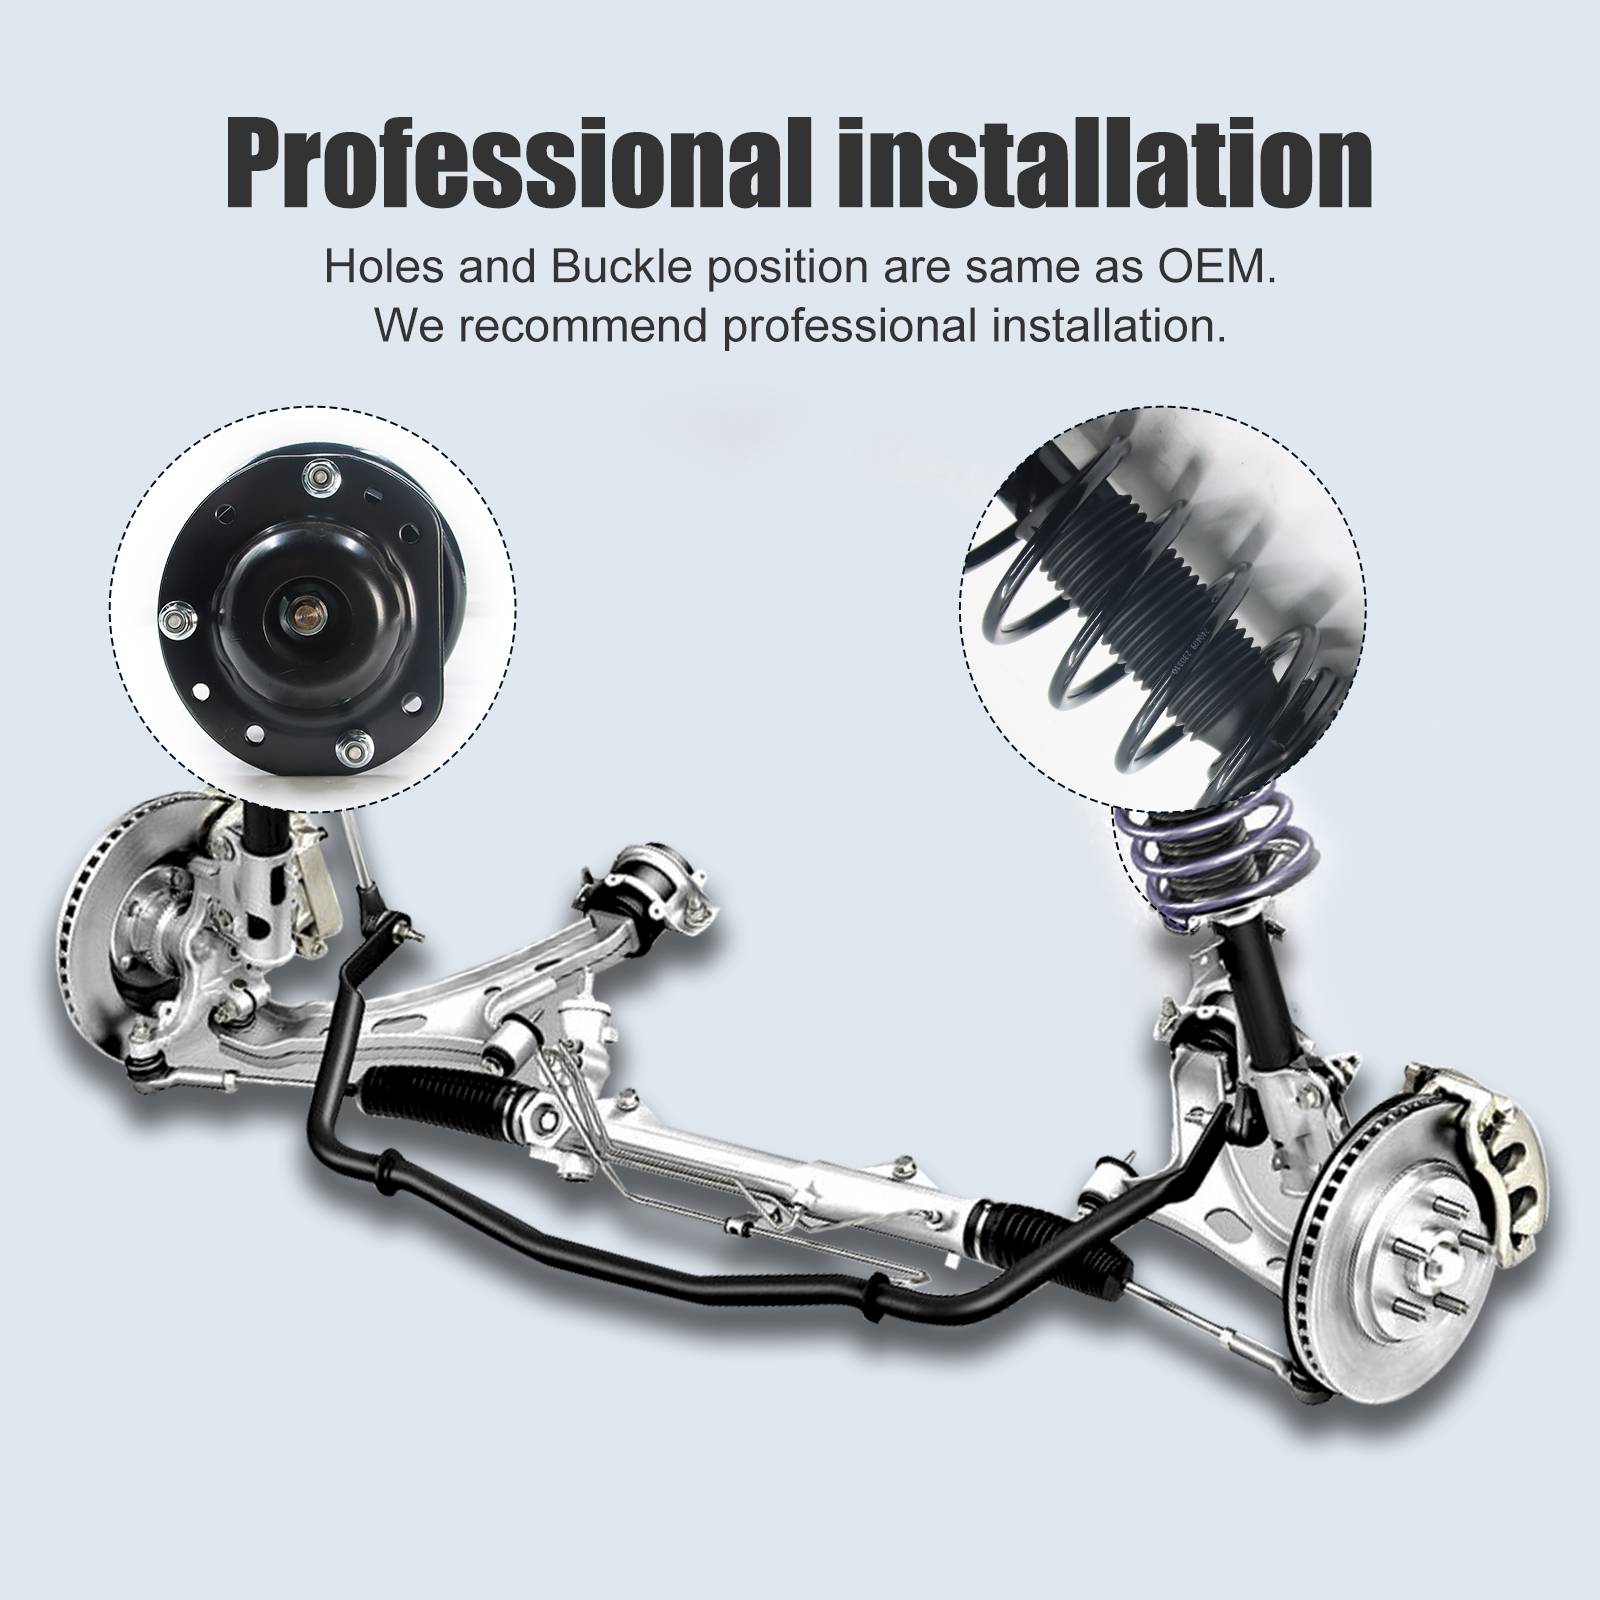 Professional installation
Holes and Buckle position are same as OEM.
We recommend professional installation.